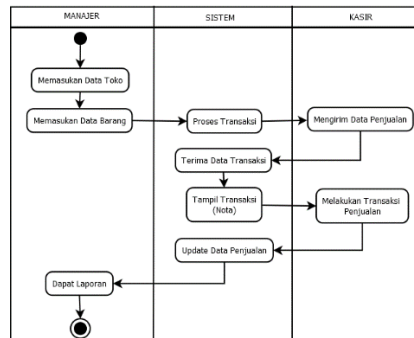 MANAJER
SISTEM
KASIR
Memasukan Data Toko
Memasukan Data Barang
Proses Transaksi
Mengirim Data Penjualan
Terima Data Transaksi
Tampil Transaksi
(Nota)
Melakukan Transaksi
Penjualan
Update Data Penjualan
Dapat Laporan